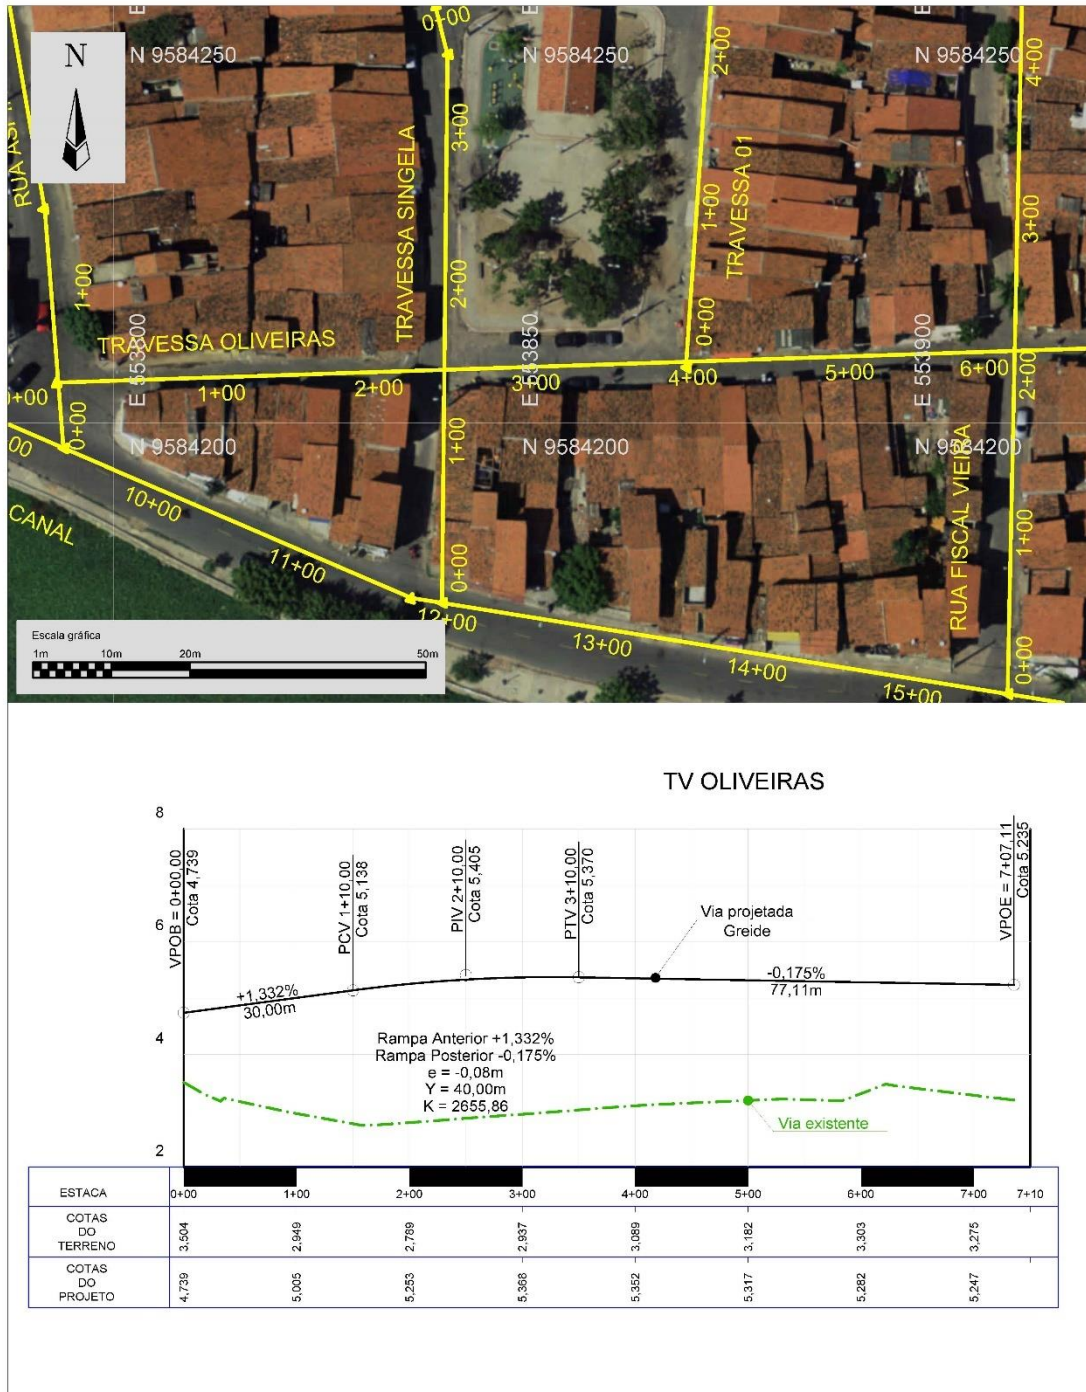 0+00
N
N 9584250
N 9584250
N 9584250
2+00
4+00
3+00
RUA
TRAVESSA SINGELA
TRAVESSA 01
1+00
3+00
2+00
1+00
0+00
TRAVESSA OLIVEIRAS
E 553800
E 553850
E 553900
1+00
2+00
3+00
4+00
5+00
6+00
2+00
0+00
N 9584200
N 9584200
N 9584200
1+00
RUA FISCAL VIEIRA
1+00
00
10+00
CANAL
11+00
0+00
12+00
13+00
14+00
15+00
0+00
Escala gráfica
1m 10m 20m 50m
TV OLIVEIRAS
8
6
4
2
VPOB = 0+00,00
Cota 4,739
PCV 1+10,00
Cota 5,138
PIV 2+10,00
Cota 5,405
PTV 3+10,00
Cota 5,370
VPOE = 7+07,11
Cota 5,235
Via projetada
Greide
+1,332%
30,00m
-0,175%
77,11m
Rampa Anterior +1,332%
Rampa Posterior -0,175%
e = -0,08m
Y = 40,00m
K = 2655,86
Via existente
ESTACA 0+00 1+00 2+00 3+00 4+00 5+00 6+00 7+00 7+10
COTAS
DO
TERRENO
3,504 2,949 2,789 2,937 3,089 3,182 3,303 3,275
COTAS
DO
PROJETO
4,739 5,005 5,253 5,368 5,352 5,317 5,282 5,247